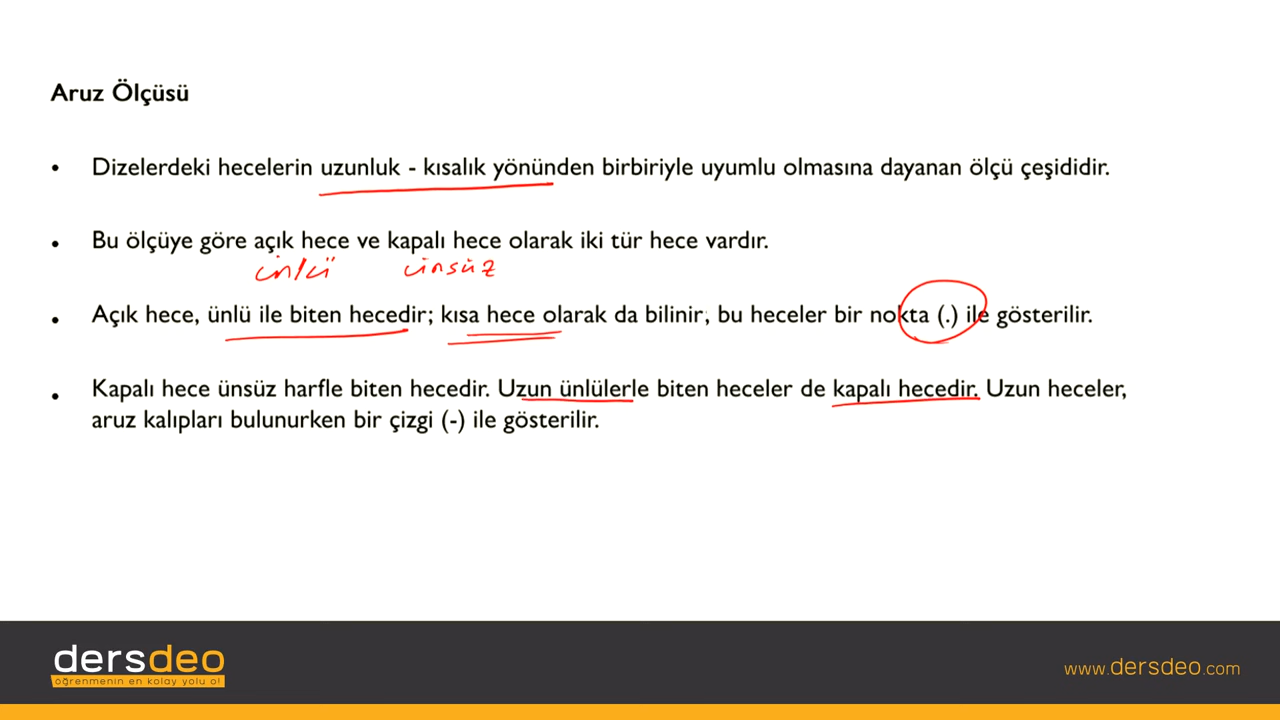 Aruz Ölçüsü
• Dizelerdeki hecelerin uzunluk - kısalık yönünden birbiriyle uyumlu olmasına dayanan ölçü çeşididir.
• Bu ölçüye göre açık hece ve kapalı hece olarak iki tür hece vardır.
ünlü ünsüz
• Açık hece, ünlü ile biten hecedir; kısa hece olarak da bilinir, bu heceler bir nokta (.) ile gösterilir.
• Kapalı hece ünsüz harfle biten hecedir. Uzun ünlülerle biten heceler de kapalı hecedir. Uzun heceler,
aruz kalıpları bulunurken bir çizgi (-) ile gösterilir.
dersdeo
öğrenmenin en kolay yolu o!
www.dersdeo.com